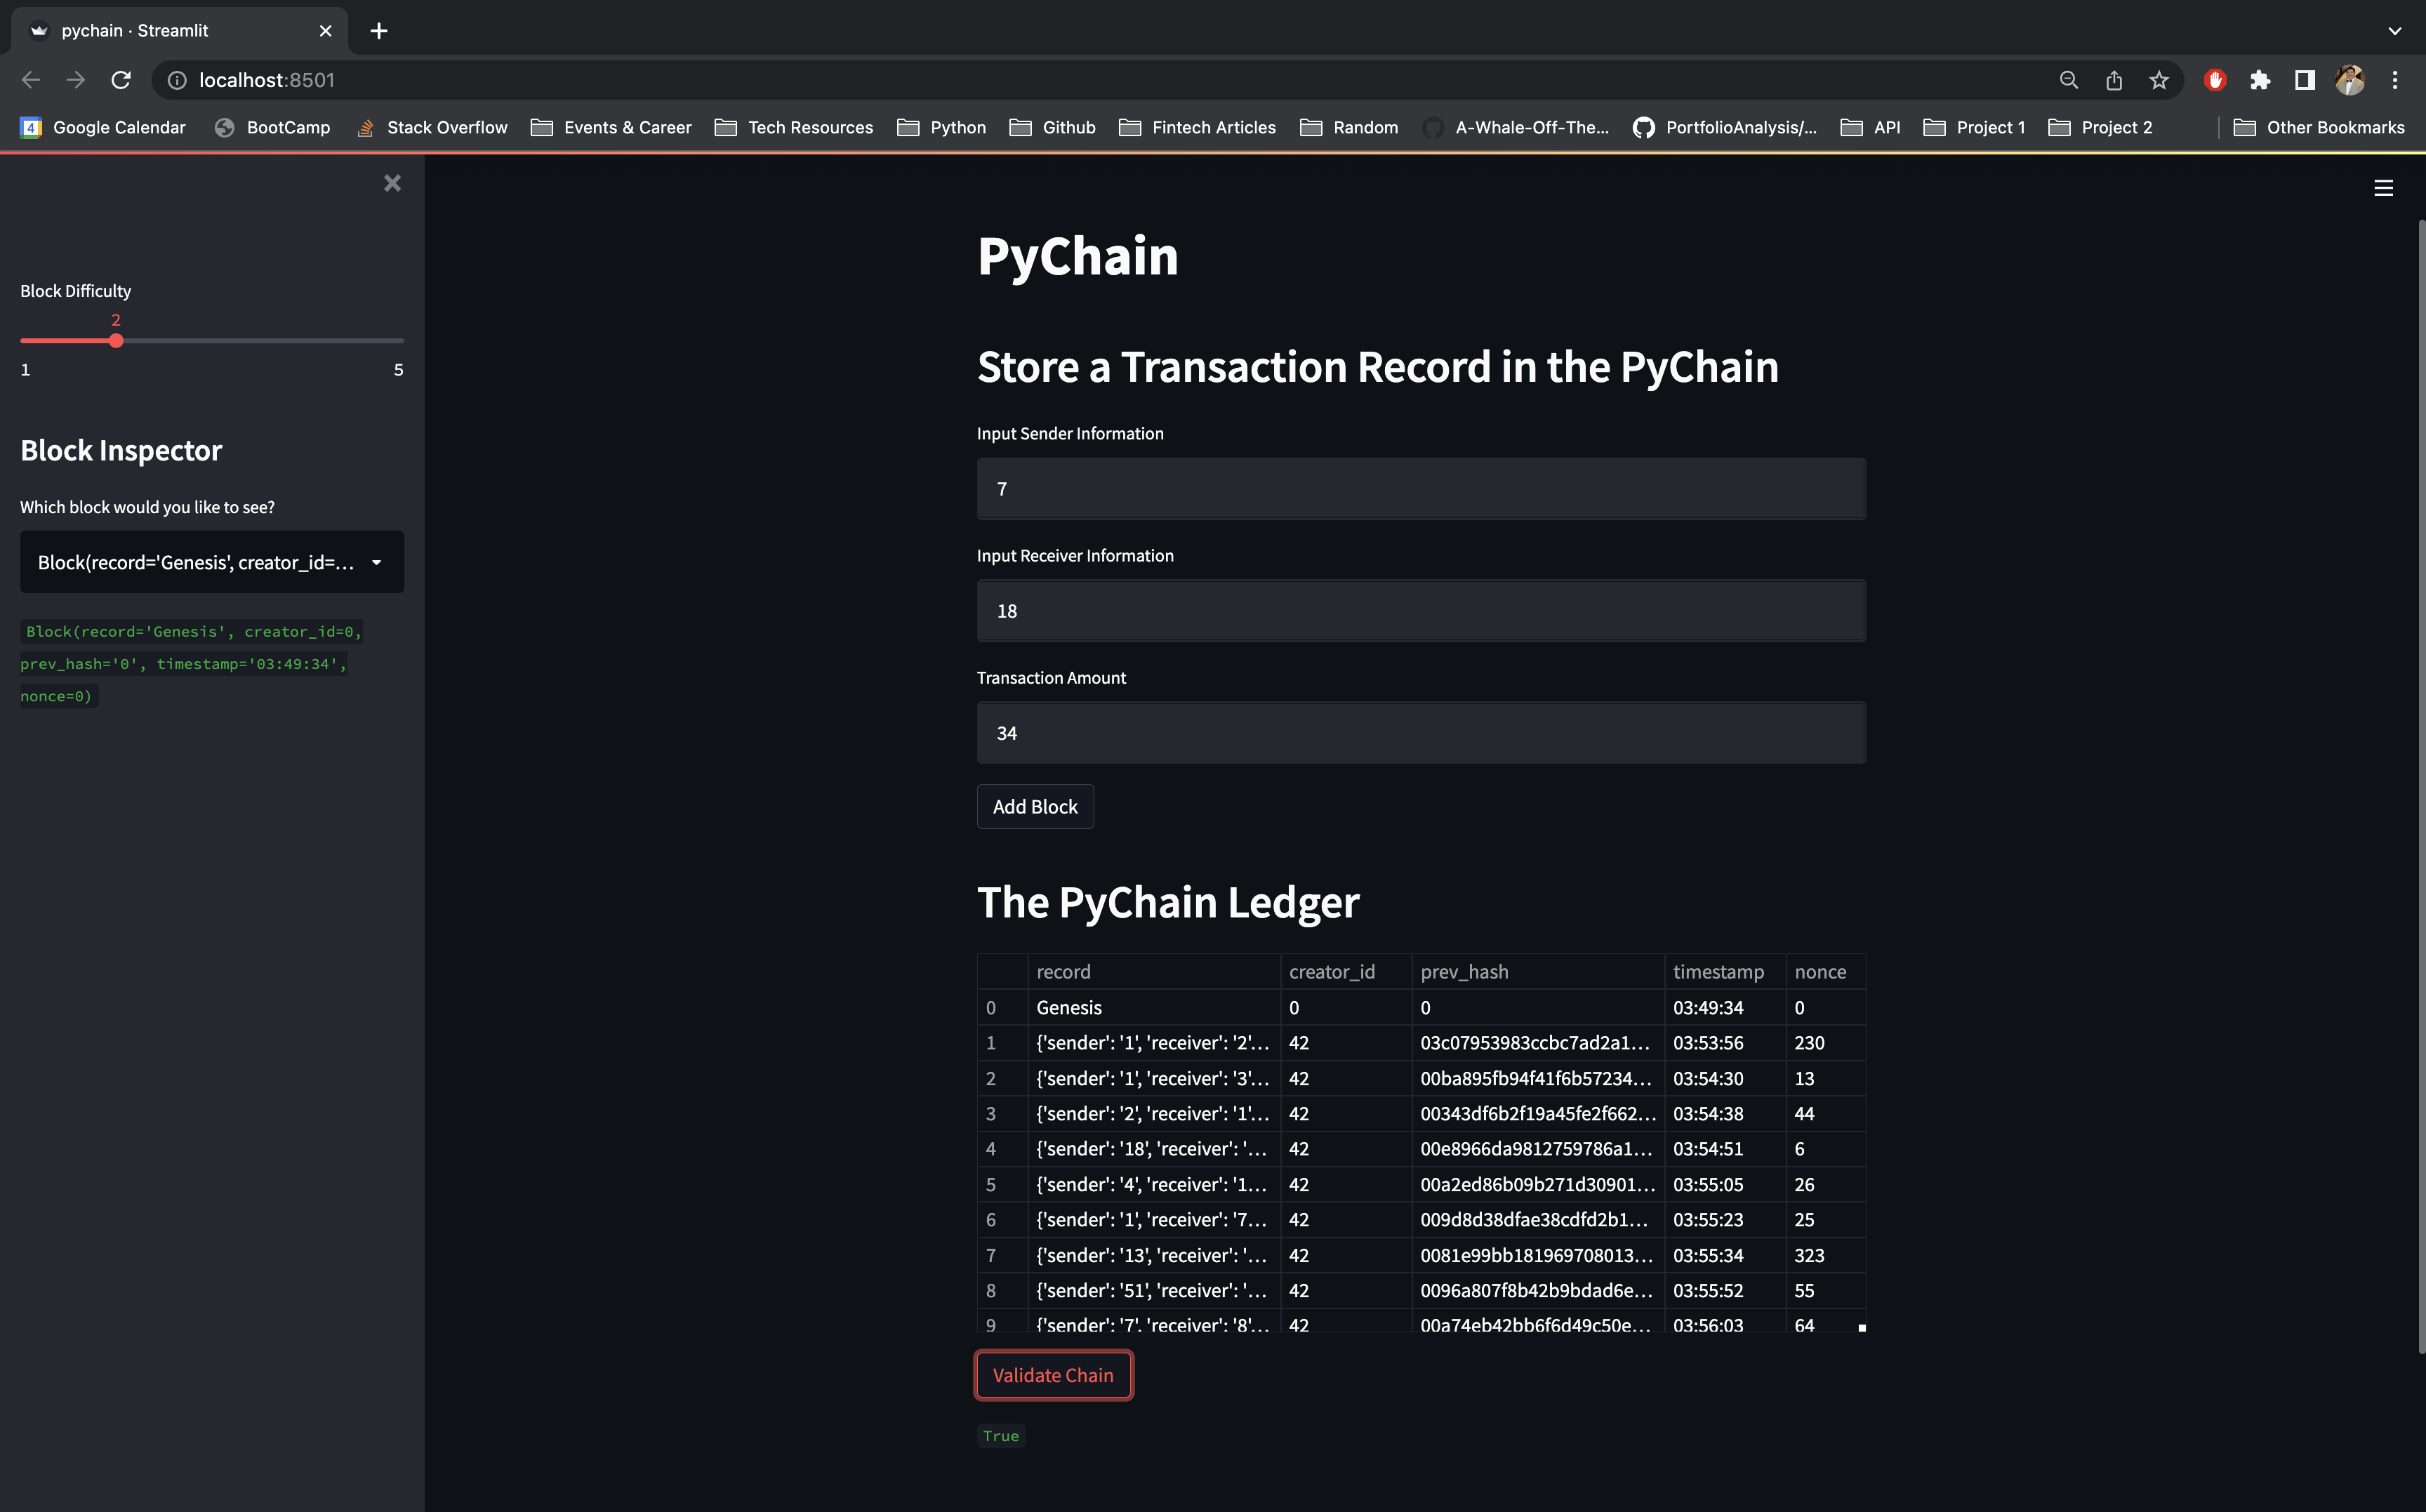 pychain · Streamlit
localhost:8501
4 Google Calendar BootCamp Stack Overflow Events & Career Tech Resources Python Github Fintech Articles Random A-Whale-Off-The... PortfolioAnalysis/... API Project 1 Project 2 Other Bookmarks
Block Difficulty
2
1 5
Block Inspector
Which block would you like to see?
Block(record='Genesis', creator_id=...
Block(record='Genesis', creator_id=0,
prev_hash='0', timestamp='03:49:34',
nonce=0)
PyChain
Store a Transaction Record in the PyChain
Input Sender Information
7
Input Receiver Information
18
Transaction Amount
34
Add Block
The PyChain Ledger
record creator_id prev_hash timestamp nonce
0 Genesis 0 0 03:49:34 0
1 {'sender': '1', 'receiver': '2'... 42 03c07953983ccbc7ad2a1... 03:53:56 230
2 {'sender': '1', 'receiver': '3'... 42 00ba895fb94f41f6b57234... 03:54:30 13
3 {'sender': '2', 'receiver': '1'... 42 00343df6b2f19a45fe2f662... 03:54:38 44
4 {'sender': '18', 'receiver': '... 42 00e8966da9812759786a1... 03:54:51 6
5 {'sender': '4', 'receiver': '1... 42 00a2ed86b09b271d30901... 03:55:05 26
6 {'sender': '1', 'receiver': '7... 42 009d8d38dfae38cdfd2b1... 03:55:23 25
7 {'sender': '13', 'receiver': '... 42 0081e99bb181969708013... 03:55:34 323
8 {'sender': '51', 'receiver': '... 42 0096a807f8b42b9bdad6e... 03:55:52 55
9 {'sender': '7', 'receiver': '8'... 42 00a74eb42bb6f6d49c50e... 03:56:03 64
Validate Chain
True